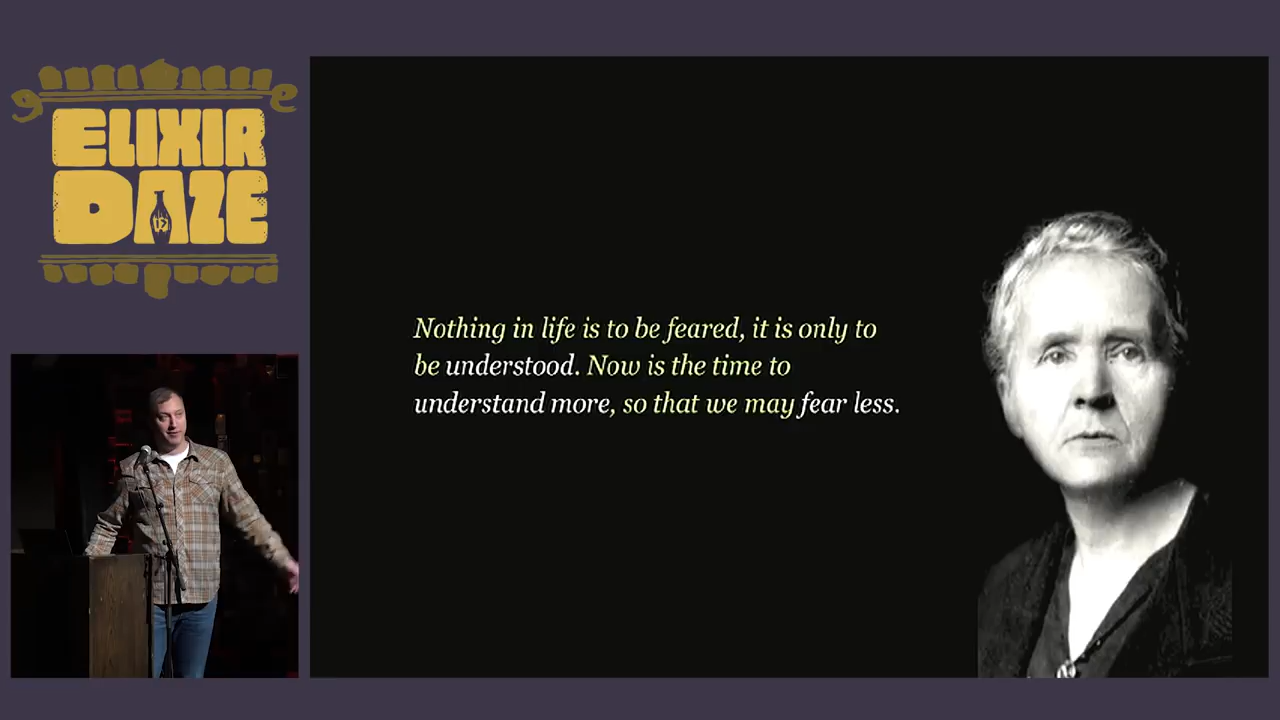 ELIXIR
DAZE
Nothing in life is to be feared, it is only to
be understood. Now is the time to
understand more, so that we may fear less.